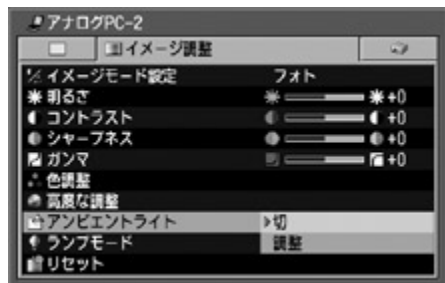 アナログPC-2
イメージ調整
イメージモード設定 フォト
明るさ +0
コントラスト +0
シャープネス +0
ガンマ +0
色調整
高度な調整
アンビエントライト 切
調整
ランプモード
リセット